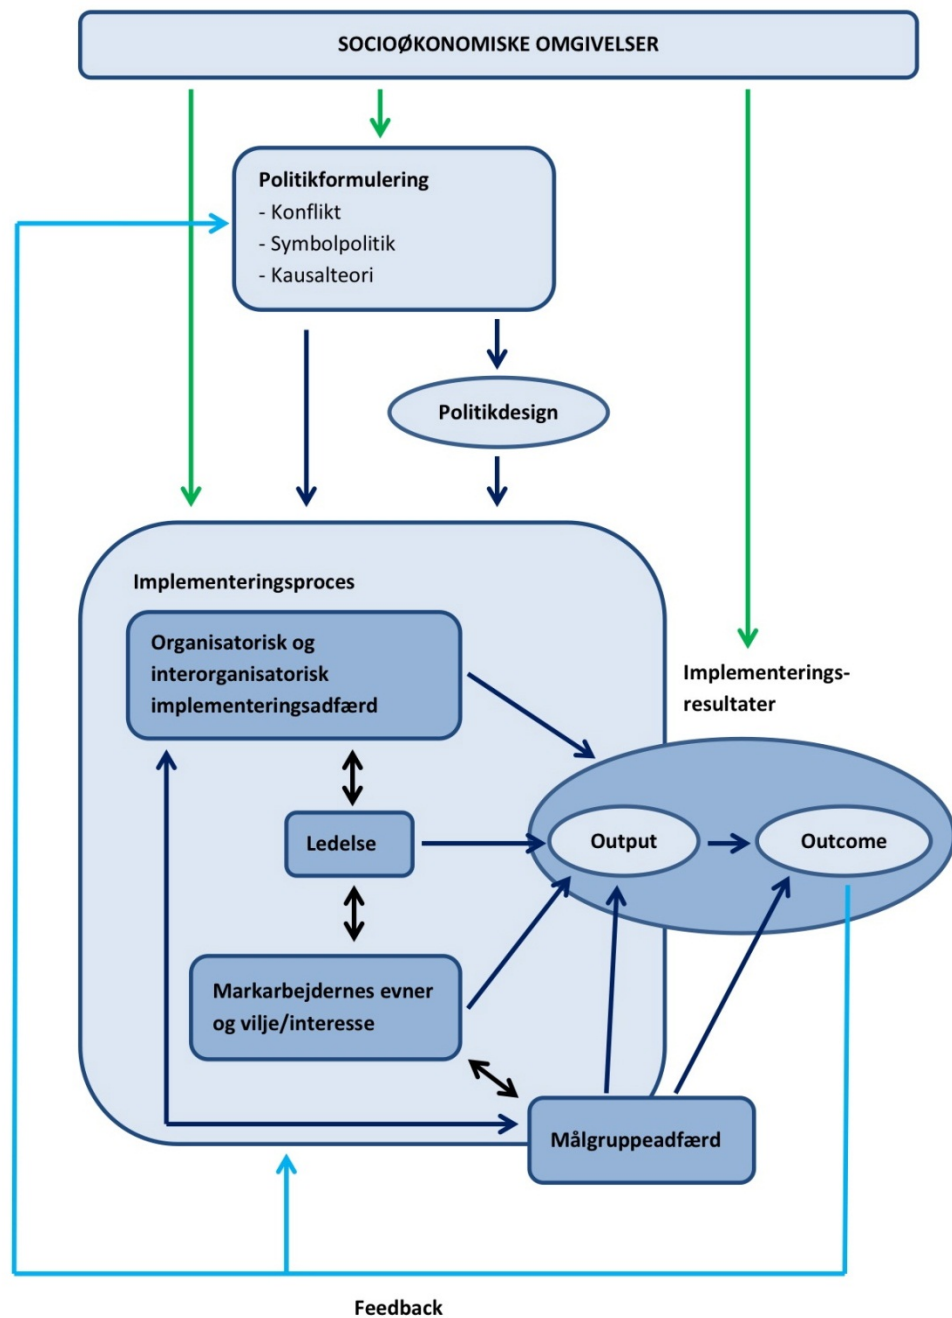 SOCIOØKONOMISKE OMGIVELSER
Politikformulering
- Konflikt
- Symbolpolitik
- Kausalteori
Politikdesign
Implementeringsproces
Organisatorisk og
interorganisatorisk
implementeringsadfærd
Implementerings-
resultater
Ledelse
Output
Outcome
Markarbejdernes evner
og vilje/interesse
Målgruppeadfærd
Feedback